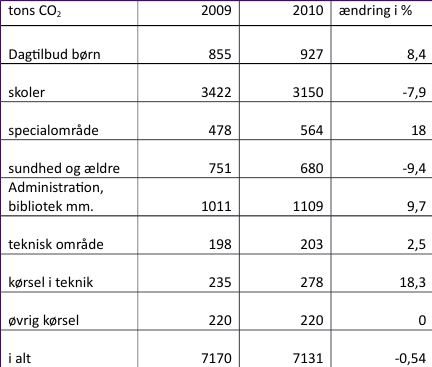 tons CO₂ 2009 2010 ændring i %
Dagtilbud børn 855 927 8,4
skoler 3422 3150 -7,9
specialområde 478 564 18
sundhed og ældre 751 680 -9,4
Administration,
bibliotek mm. 1011 1109 9,7
teknisk område 198 203 2,5
kørsel i teknik 235 278 18,3
øvrig kørsel 220 220 0
i alt 7170 7131 -0,54